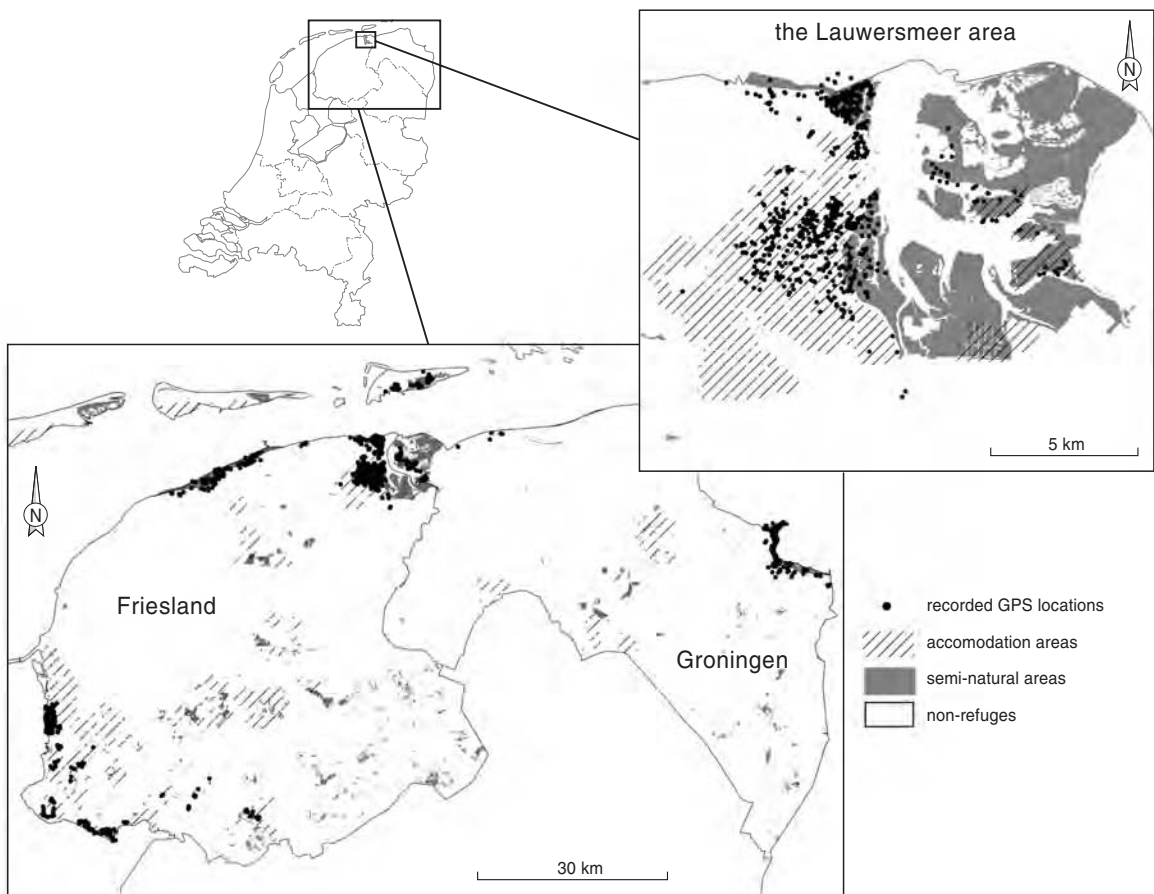 the Lauwersmeer area
N
5 km
N
Friesland
Groningen
30 km
recorded GPS locations
accomodation areas
semi-natural areas
non-refuges